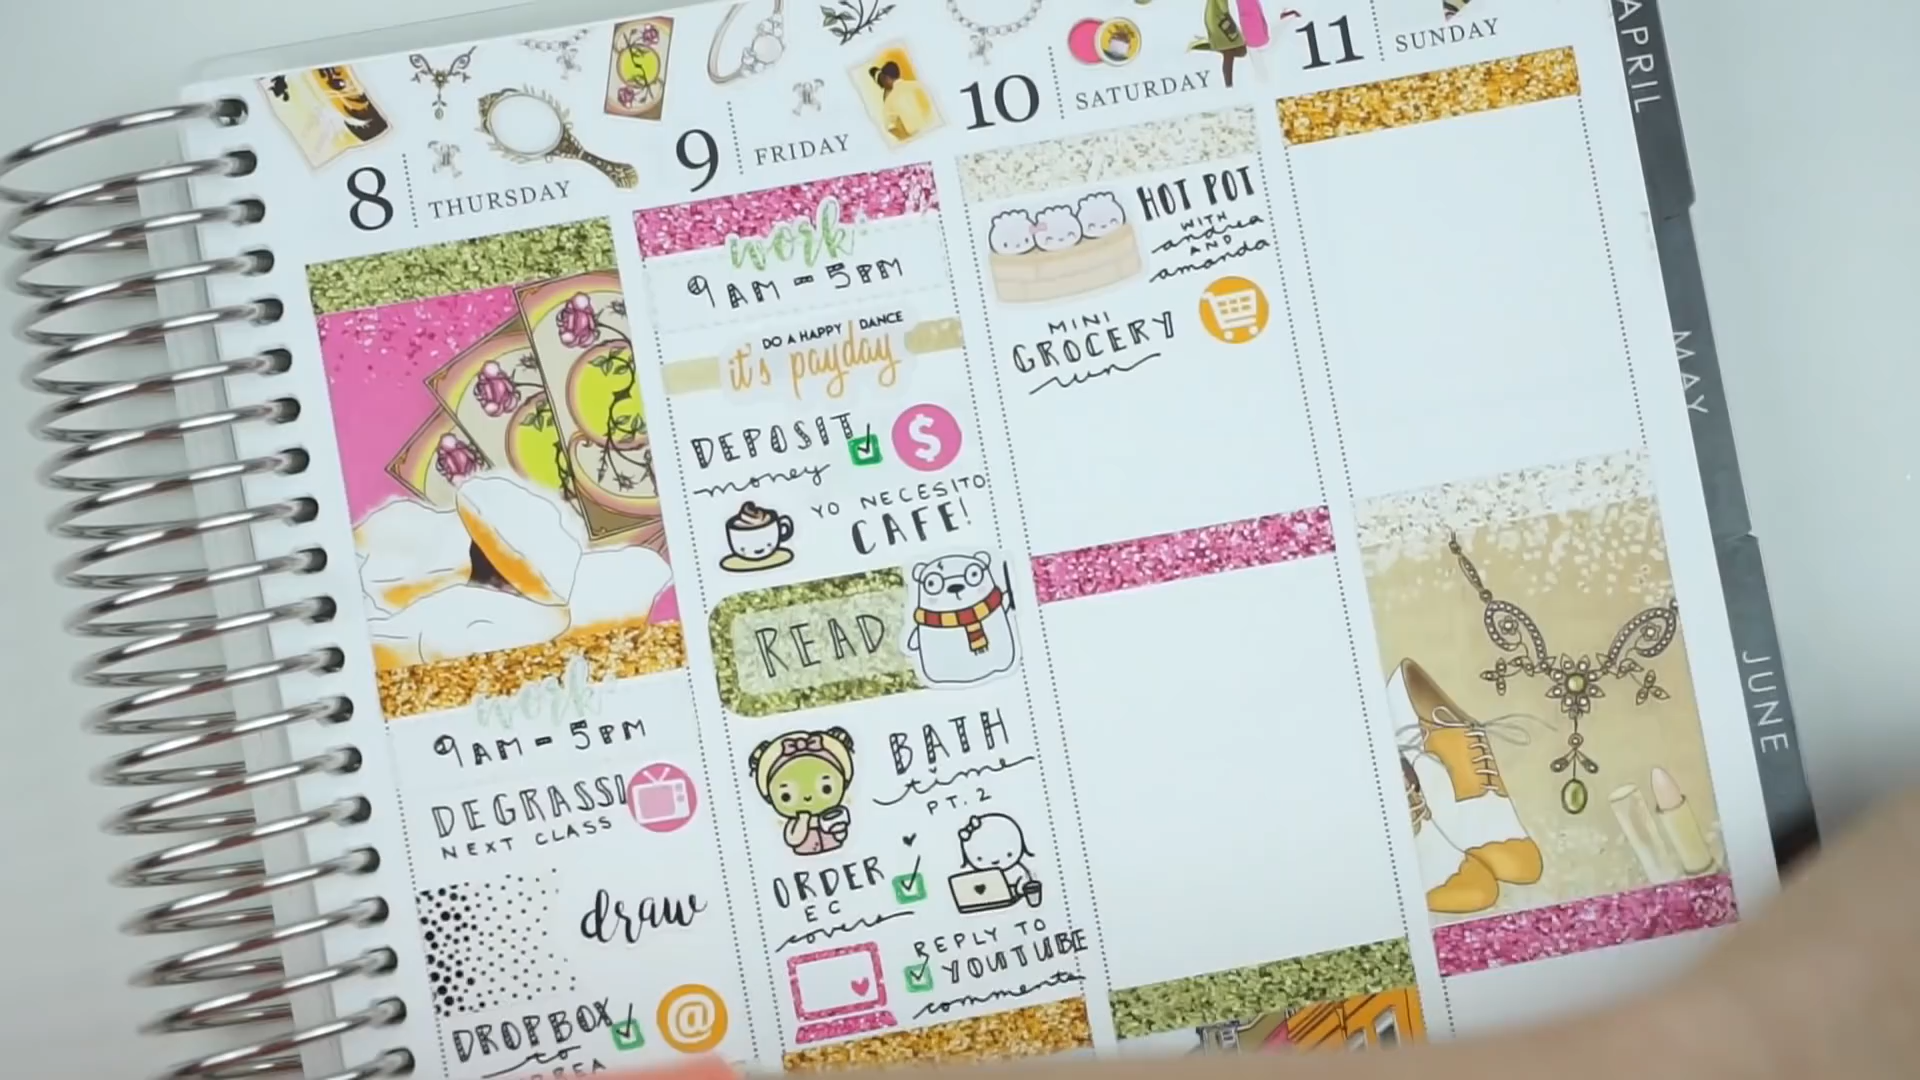 8 THURSDAY
work
9AM - 5PM
DEGRASSI
NEXT CLASS
draw
DROPBOX
to
@
9 FRIDAY
work
9AM - 5PM
DO A HAPPY DANCE
it's payday
DEPOSIT
money
$
YO NECESITO
CAFE!
READ
BATH
time
PT. 2
ORDER
EC
covers
REPLY TO
YOUTUBE
comments
10 SATURDAY
HOT POT
WITH
andrea
AND
amanda
MINI
GROCERY
run
11 SUNDAY
APRIL
MAY
JUNE